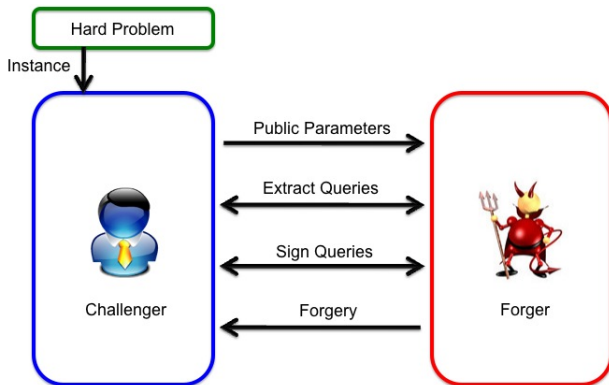 Hard Problem
Instance
Public Parameters
Extract Queries
Sign Queries
Challenger
Forgery
Forger